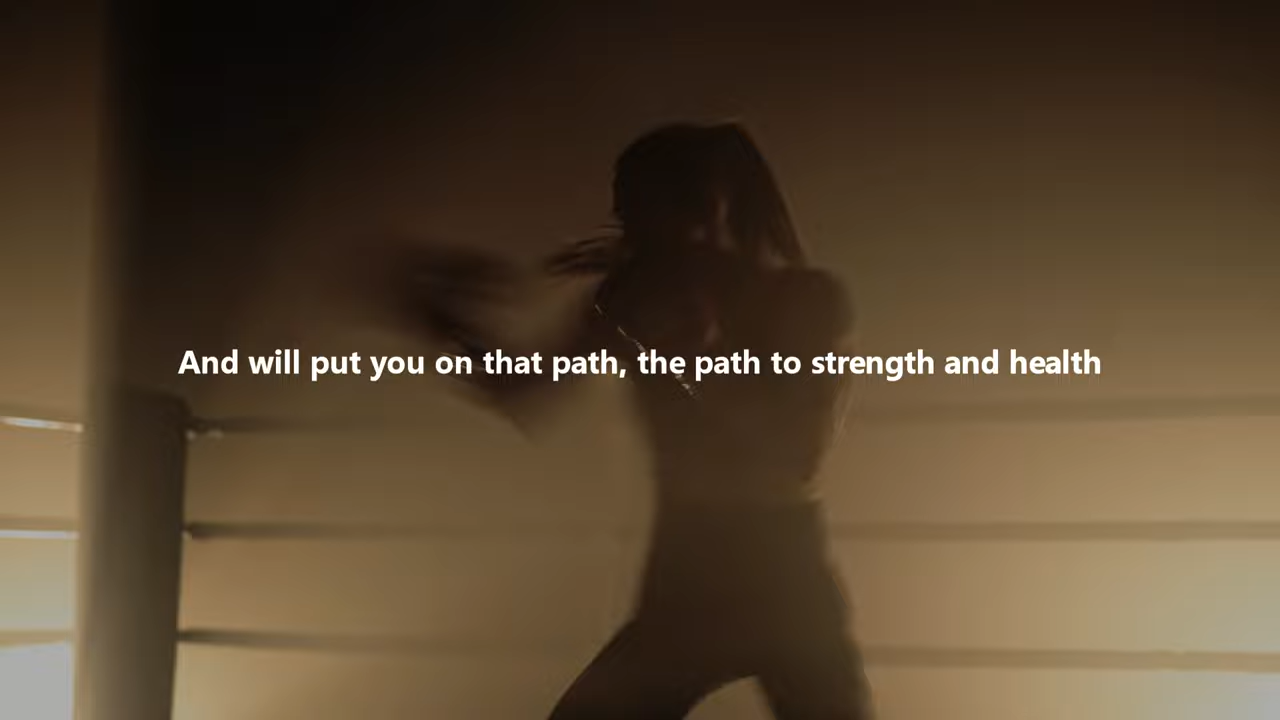 And will put you on that path, the path to strength and health